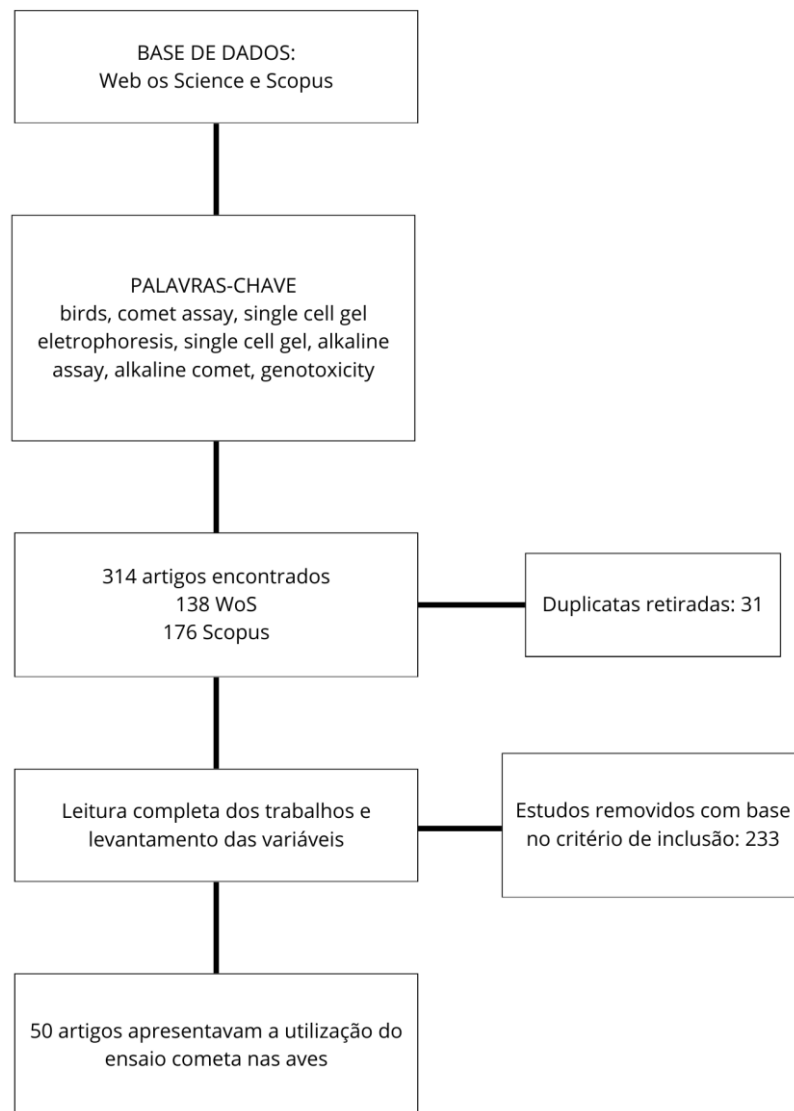 BASE DE DADOS:
Web os Science e Scopus
PALAVRAS-CHAVE
birds, comet assay, single cell gel
eletrophoresis, single cell gel, alkaline
assay, alkaline comet, genotoxicity
314 artigos encontrados
138 WoS
176 Scopus
Duplicatas retiradas: 31
Leitura completa dos trabalhos e
levantamento das variáveis
Estudos removidos com base
no critério de inclusão: 233
50 artigos apresentavam a utilização do
ensaio cometa nas aves